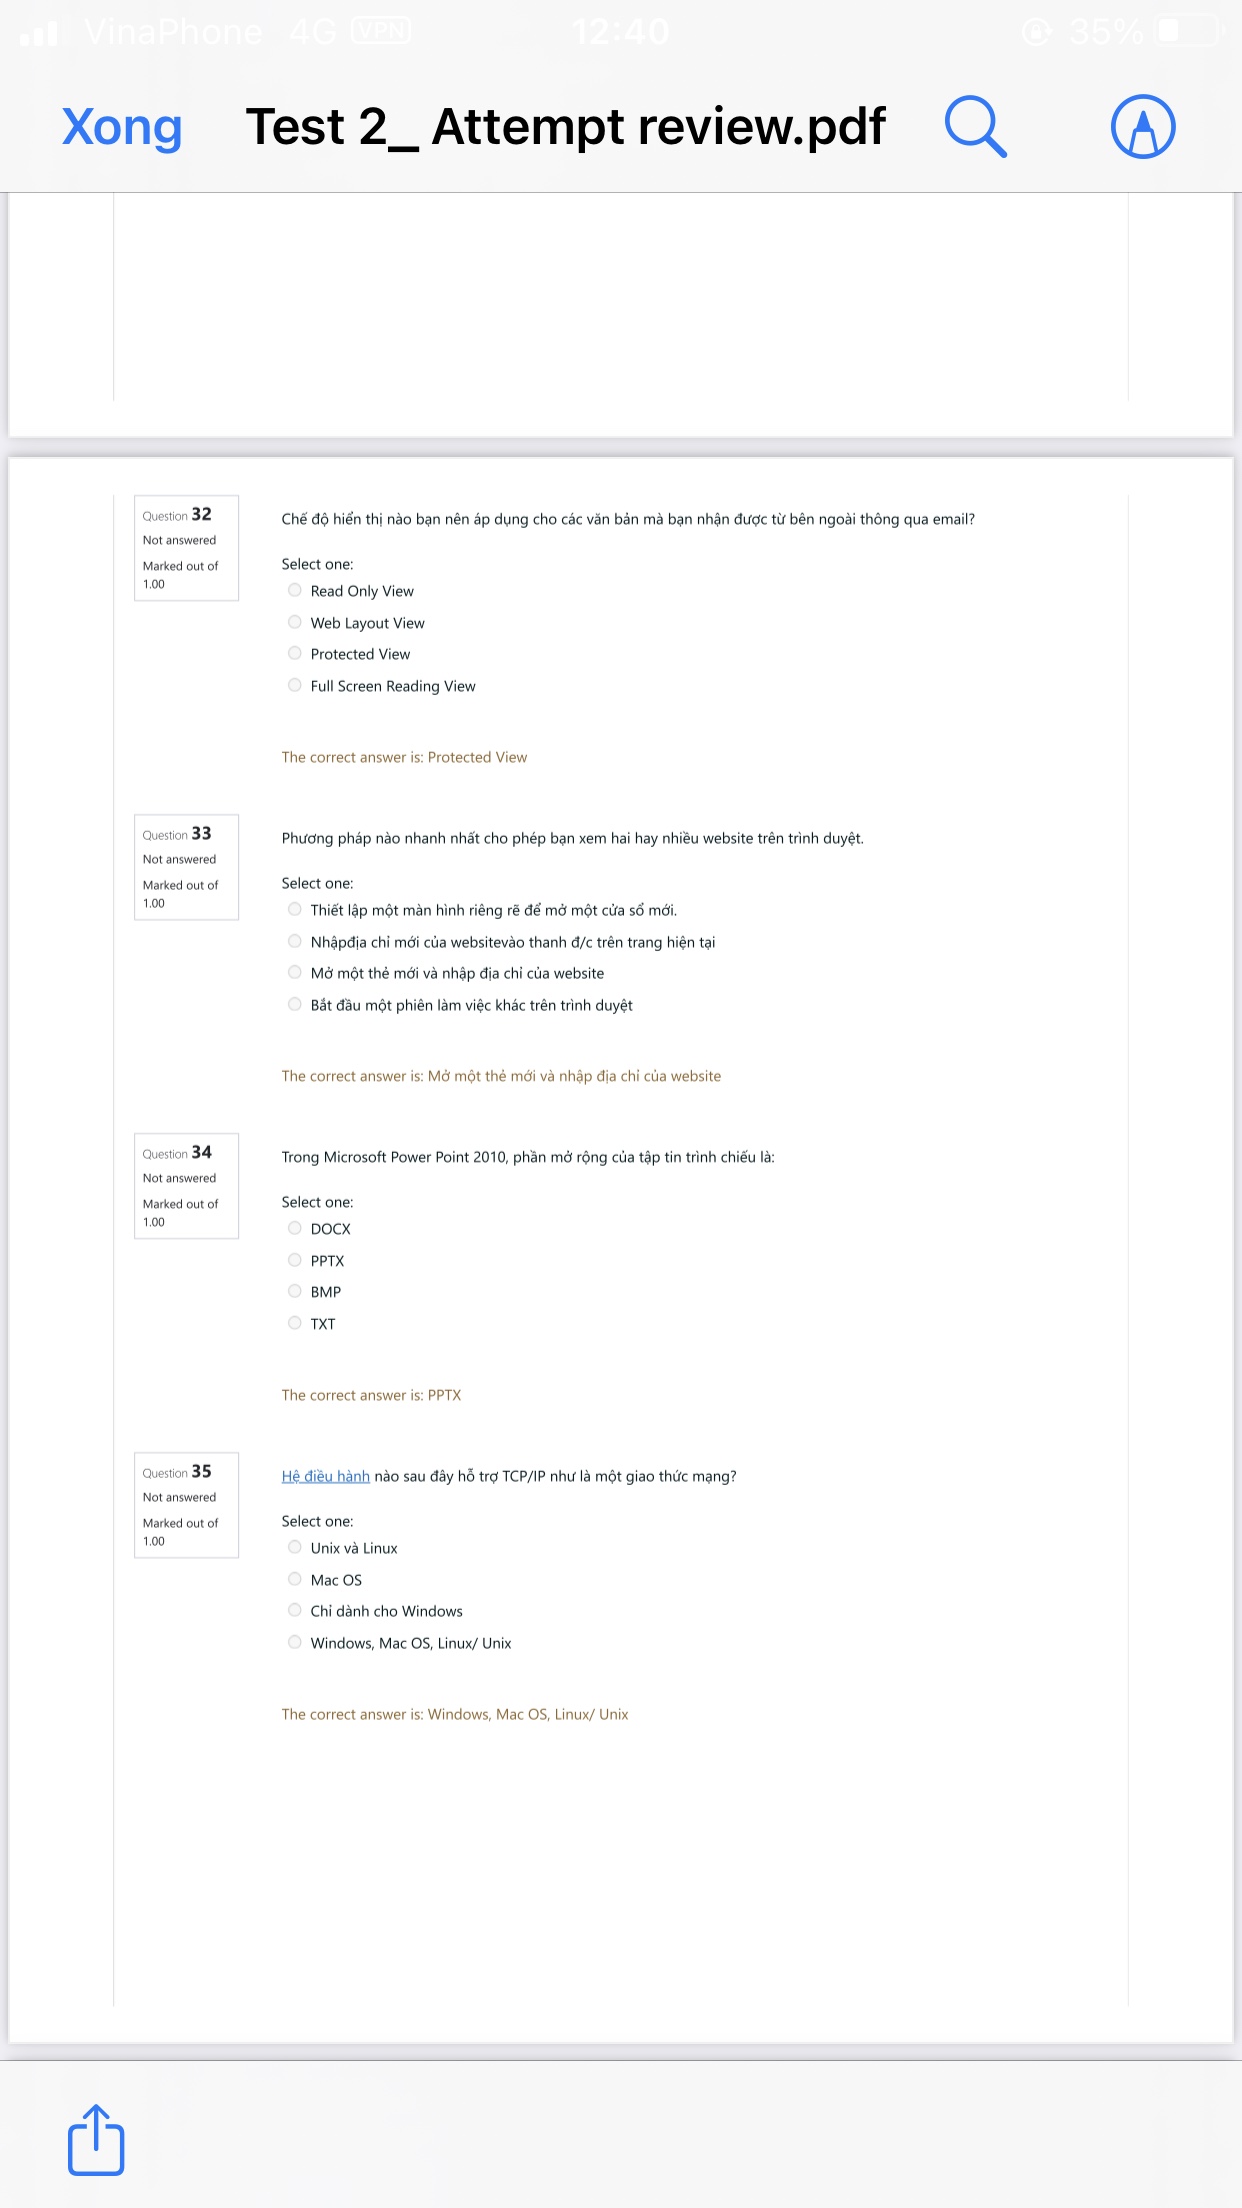 VinaPhone 4G VPN 12:40 35%
Xong Test 2_ Attempt review.pdf
Question 32
Not answered
Marked out of
1.00
Chế độ hiển thị nào bạn nên áp dụng cho các văn bản mà bạn nhận được từ bên ngoài thông qua email?
Select one:
Read Only View
Web Layout View
Protected View
Full Screen Reading View
The correct answer is: Protected View
Question 33
Not answered
Marked out of
1.00
Phương pháp nào nhanh nhất cho phép bạn xem hai hay nhiều website trên trình duyệt.
Select one:
Thiết lập một màn hình riêng rẽ để mở một cửa sổ mới.
Nhậpđịa chỉ mới của websitevào thanh đ/c trên trang hiện tại
Mở một thẻ mới và nhập địa chỉ của website
Bắt đầu một phiên làm việc khác trên trình duyệt
The correct answer is: Mở một thẻ mới và nhập địa chỉ của website
Question 34
Not answered
Marked out of
1.00
Trong Microsoft Power Point 2010, phần mở rộng của tập tin trình chiếu là:
Select one:
DOCX
PPTX
BMP
TXT
The correct answer is: PPTX
Question 35
Not answered
Marked out of
1.00
Hệ điều hành nào sau đây hỗ trợ TCP/IP như là một giao thức mạng?
Select one:
Unix và Linux
Mac OS
Chỉ dành cho Windows
Windows, Mac OS, Linux/ Unix
The correct answer is: Windows, Mac OS, Linux/ Unix